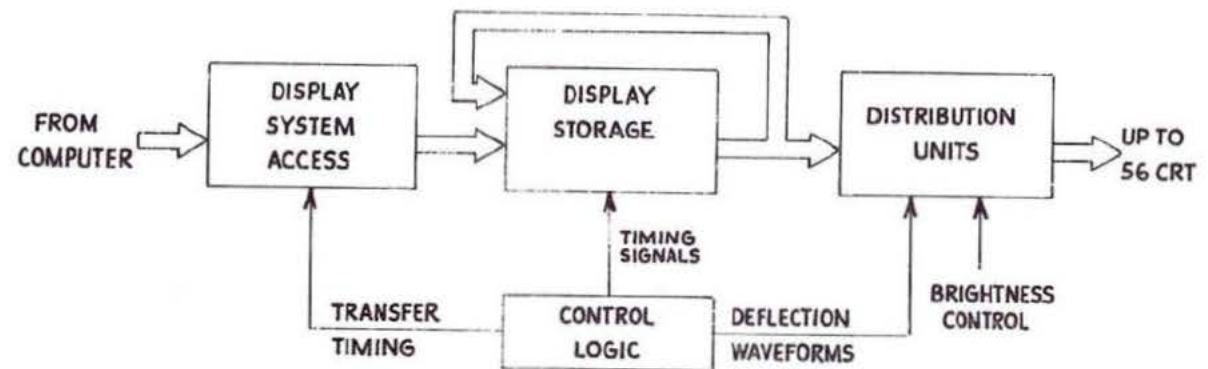 FROM
COMPUTER
DISPLAY
SYSTEM
ACCESS
DISPLAY
STORAGE
DISTRIBUTION
UNITS
UP TO
56 CRT
TIMING
SIGNALS
TRANSFER
TIMING
CONTROL
LOGIC
DEFLECTION
WAVEFORMS
BRIGHTNESS
CONTROL